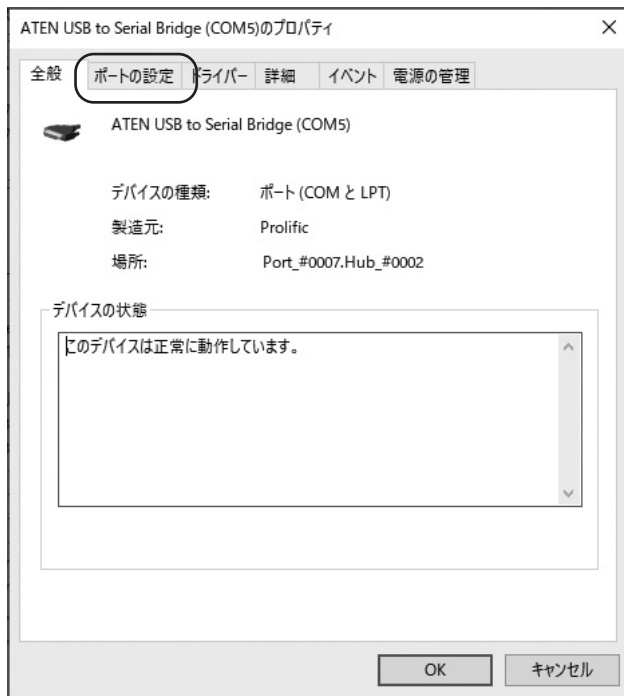 ATEN USB to Serial Bridge (COM5)のプロパティ
全般 ポートの設定 ドライバー 詳細 イベント 電源の管理
ATEN USB to Serial Bridge (COM5)
デバイスの種類: ポート (COM と LPT)
製造元: Prolific
場所: Port_#0007.Hub_#0002
デバイスの状態
このデバイスは正常に動作しています。
OK キャンセル